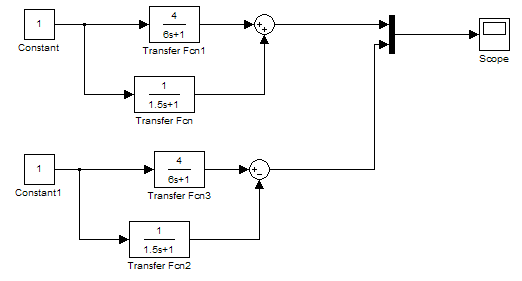 1
Constant
4
6s+1
Transfer Fcn1
+
+
Scope
1
1.5s+1
Transfer Fcn
1
Constant1
4
6s+1
Transfer Fcn3
+
−
1
1.5s+1
Transfer Fcn2